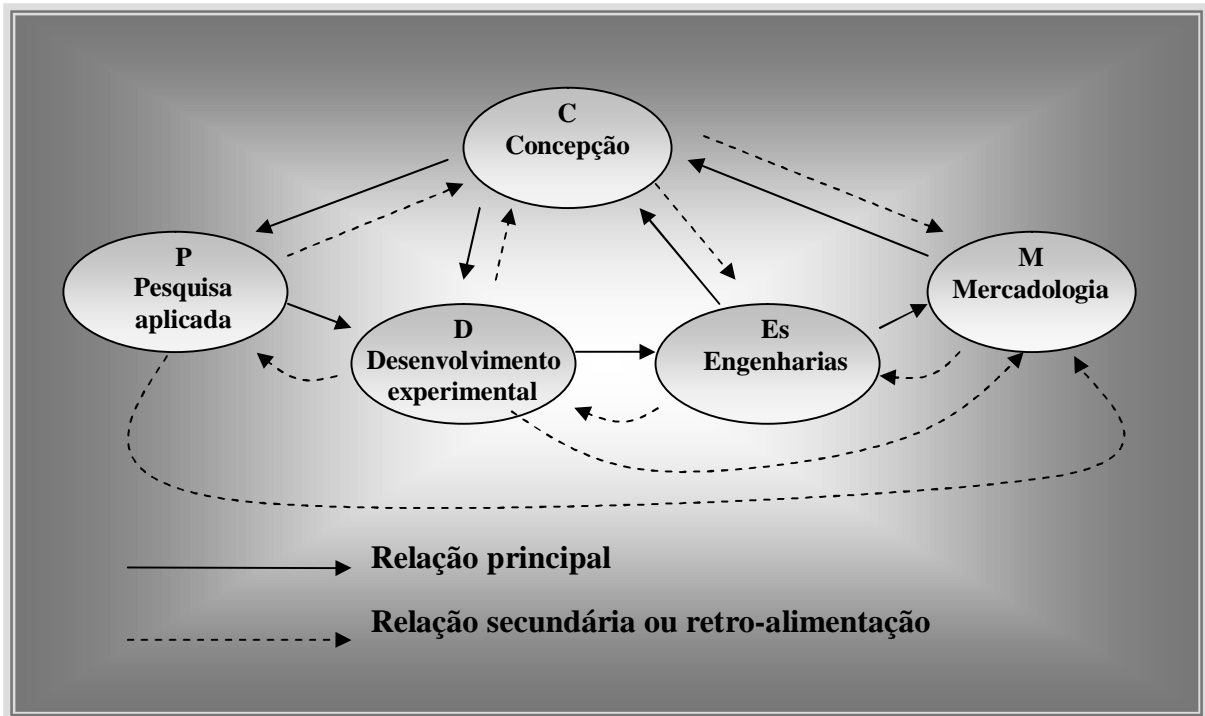 C
Concepção
P
Pesquisa
aplicada
D
Desenvolvimento
experimental
Es
Engenharias
M
Mercadologia
Relação principal
Relação secundária ou retro-alimentação